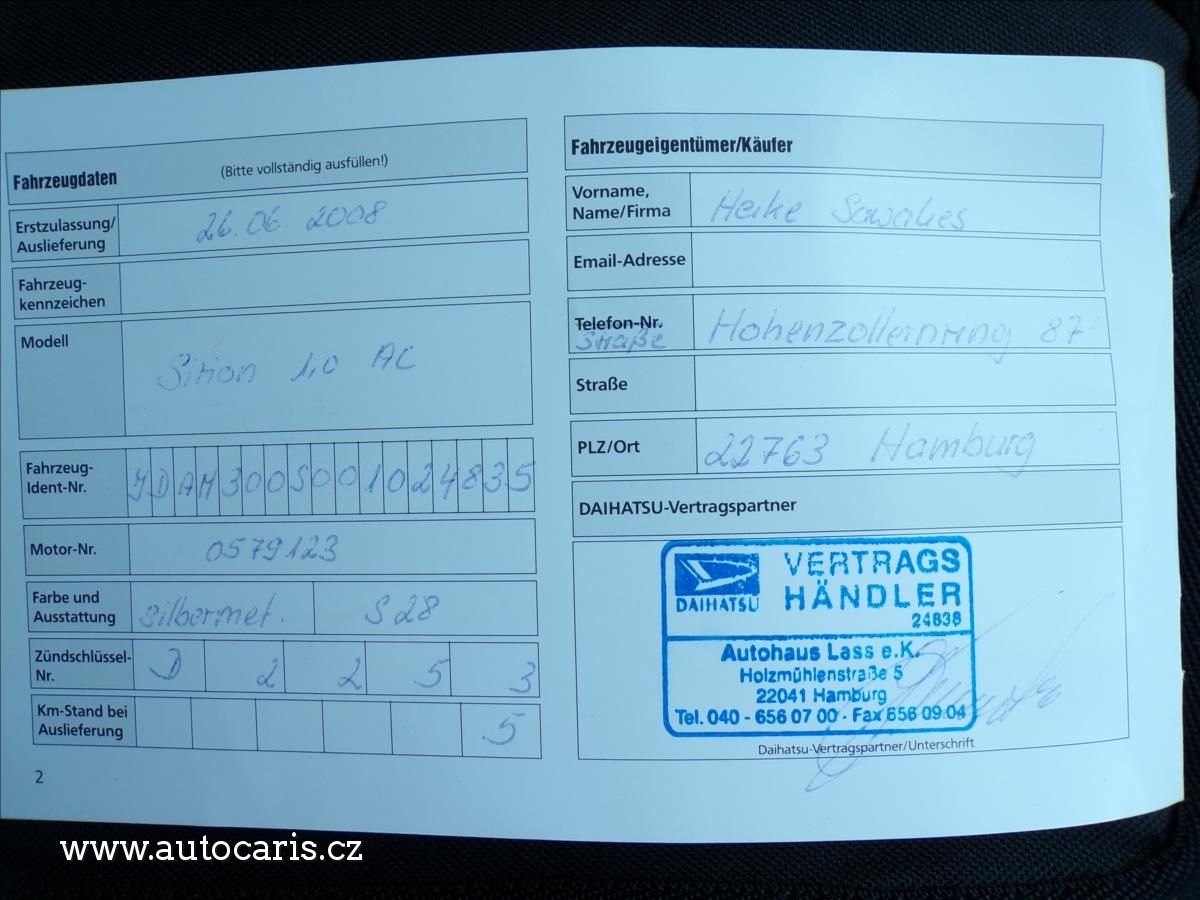 Fahrzeugdaten (Bitte vollständig ausfüllen!)
Erstzulassung/
Auslieferung 26.06.2008
Fahrzeug-
kennzeichen
Modell
Sirion 1,0 AC
Fahrzeug-
Ident-Nr. JDAM300S001024835
Motor-Nr. 0579123
Farbe und
Ausstattung silbermet. S28
Zündschlüssel-
Nr. D 2 2 5 3
Km-Stand bei
Auslieferung 5
2
Fahrzeugeigentümer/Käufer
Vorname,
Name/Firma Heike
Email-Adresse
Telefon-Nr.
Straße Hohenzollernring 87
Straße
PLZ/Ort 22763 Hamburg
DAIHATSU-Vertragspartner
DAIHATSU
VERTRAGS
HÄNDLER
24838
Autohaus Lass e.K.
Holzmühlenstraße 5
22041 Hamburg
Tel. 040 - 656 07 00 · Fax 656 09 04
Daihatsu-Vertragspartner/Unterschrift
www.autocaris.cz